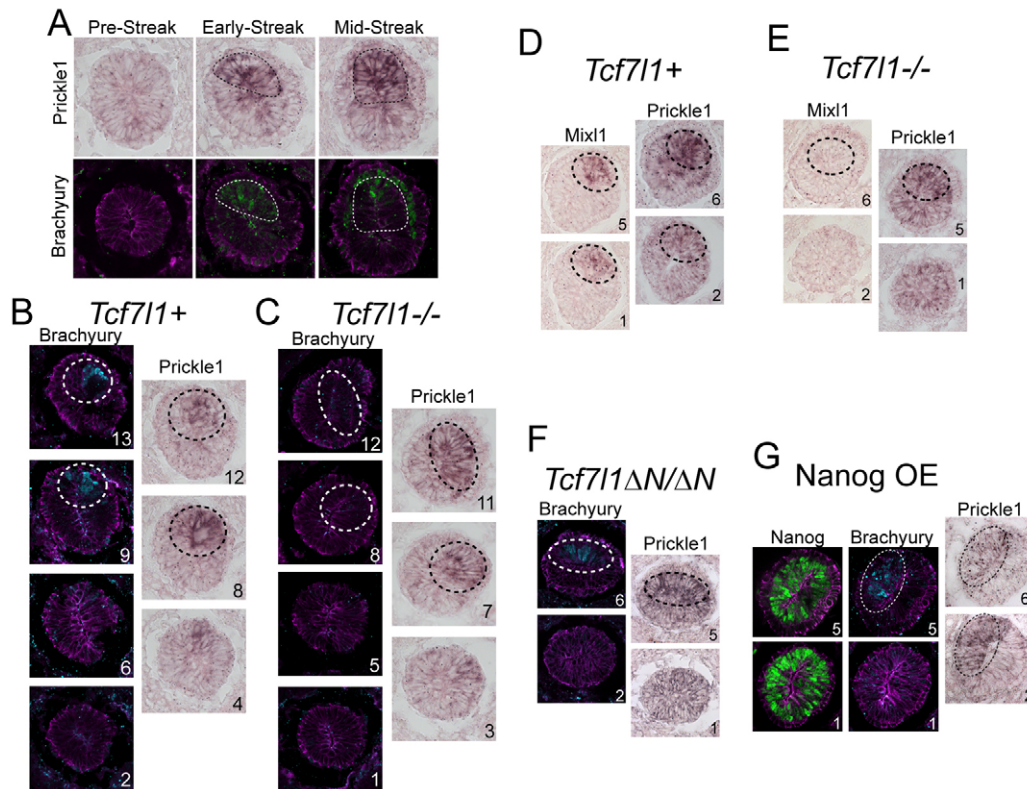 A
Pre-Streak Early-Streak Mid-Streak
Prickle1
Brachyury
B
Tcf7l1+
Brachyury
Prickle1
13
12
9
8
6
4
2
C
Tcf7l1-/-
Brachyury
Prickle1
12
11
8
7
5
3
1
D
Tcf7l1+
Mixl1
Prickle1
5
6
1
2
E
Tcf7l1-/-
Mixl1
Prickle1
6
5
2
1
F
Tcf7l1ΔN/ΔN
Brachyury
Prickle1
6
5
2
1
G
Nanog OE
Nanog
Brachyury
Prickle1
5
5
6
1
1